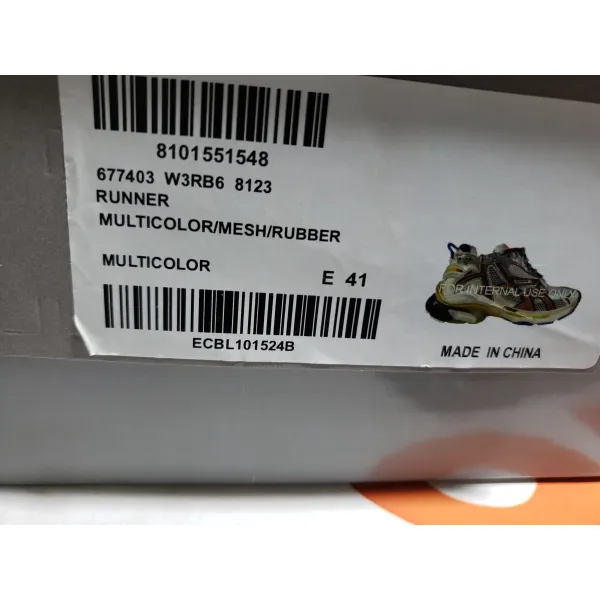 8101551548
677403 W3RB6 8123
RUNNER
MULTICOLOR/MESH/RUBBER
MULTICOLOR
E 41
FOR INTERNAL USE ONLY
ECBL101524B
MADE IN CHINA